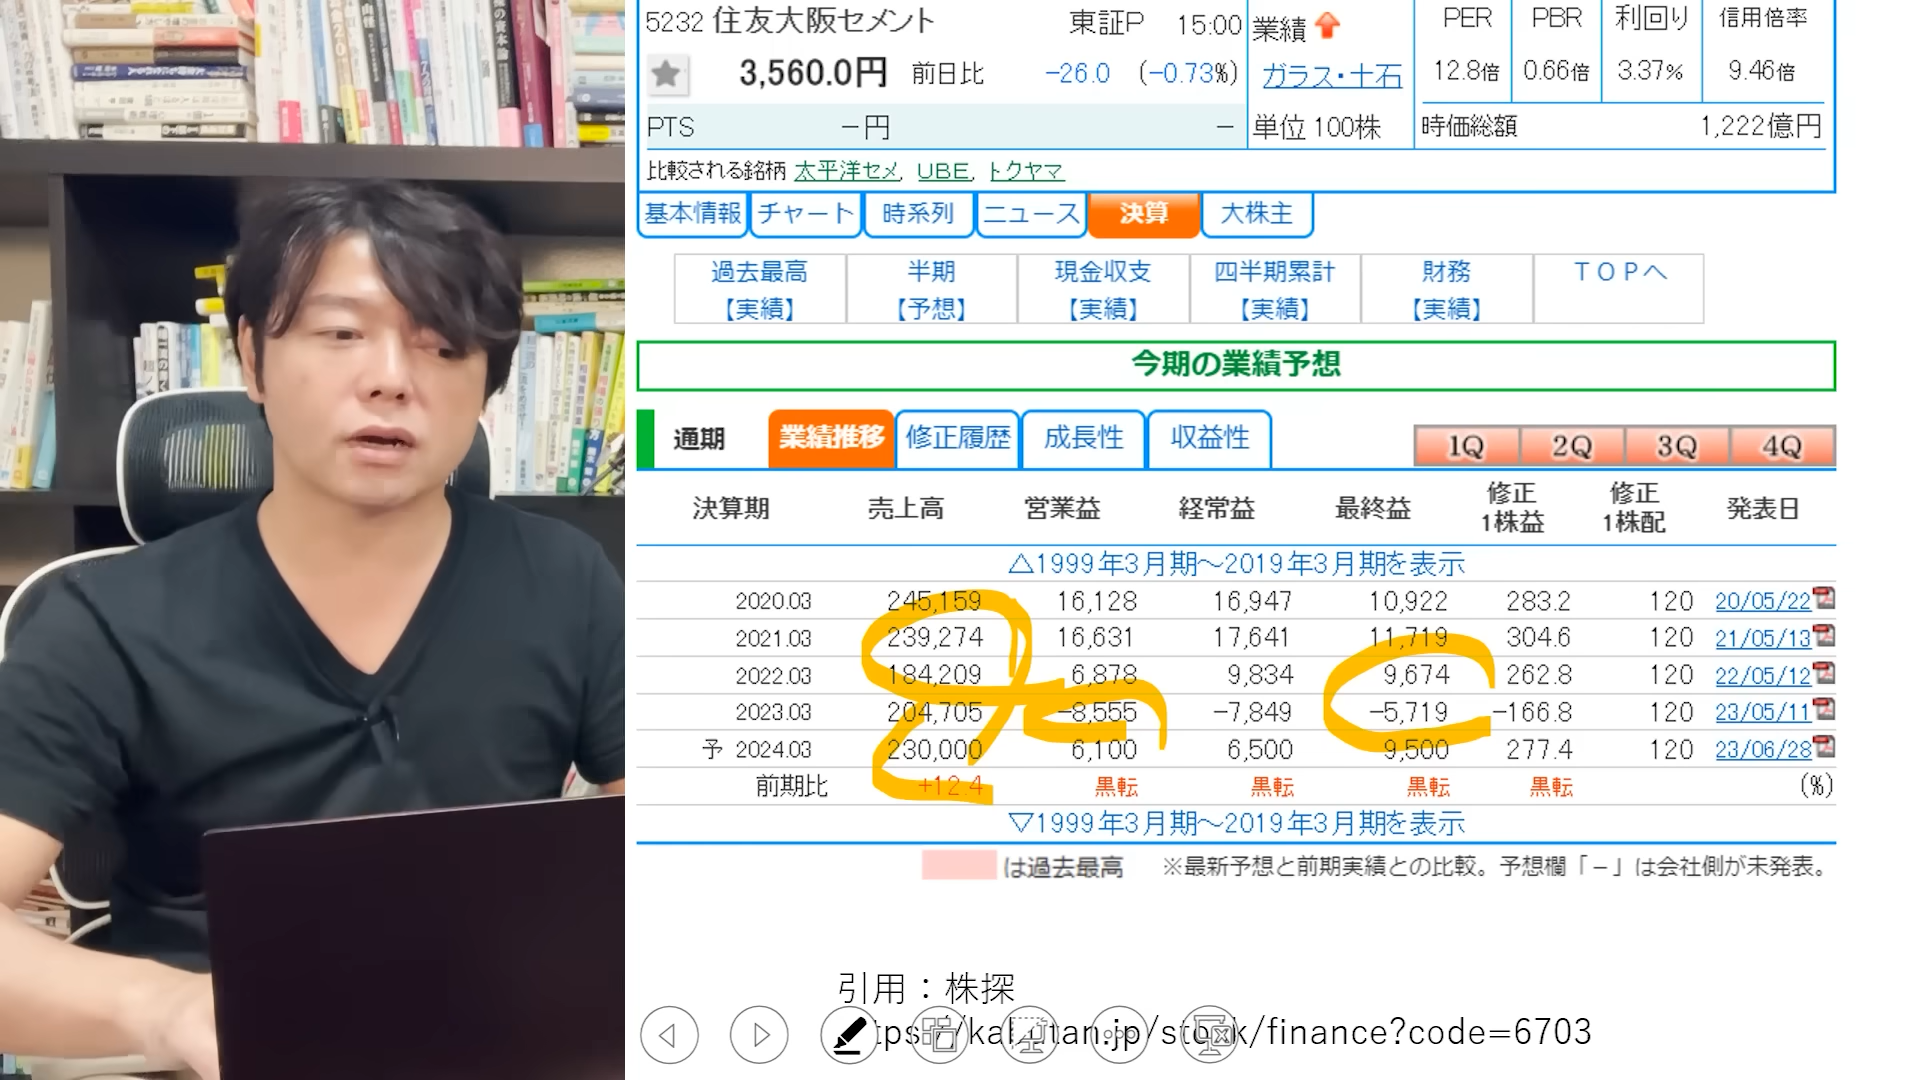 5232 住友大阪セメント 東証P 15:00 業績 PER PBR 利回り 信用倍率
3,560.0円 前日比 -26.0 (-0.73%) ガラス・土石 12.8倍 0.66倍 3.37% 9.46倍
PTS -円 - 単位 100株 時価総額 1,222億円
比較される銘柄 太平洋セメ, UBE, トクヤマ
基本情報 チャート 時系列 ニュース 決算 大株主
過去最高 半期 現金収支 四半期累計 財務 TOPへ
【実績】 【予想】 【実績】 【実績】 【実績】
今期の業績予想
通期 業績推移 修正履歴 成長性 収益性 1Q 2Q 3Q 4Q
決算期 売上高 営業益 経常益 最終益 修正1株益 修正1株配 発表日
△1999年3月期～2019年3月期を表示
2020.03 245,159 16,128 16,947 10,922 283.2 120 20/05/22
2021.03 239,274 16,631 17,641 11,719 304.6 120 21/05/13
2022.03 184,209 6,878 9,834 9,674 262.8 120 22/05/12
2023.03 204,705 -8,555 -7,849 -5,719 -166.8 120 23/05/11
予 2024.03 230,000 6,100 6,500 9,500 277.4 120 23/06/28
前期比 +12.4 黒転 黒転 黒転 黒転 (%)
▽1999年3月期～2019年3月期を表示
は過去最高 ※最新予想と前期実績との比較。予想欄「－」は会社側が未発表。
引用：株探
tan.jp/stock/finance?code=6703